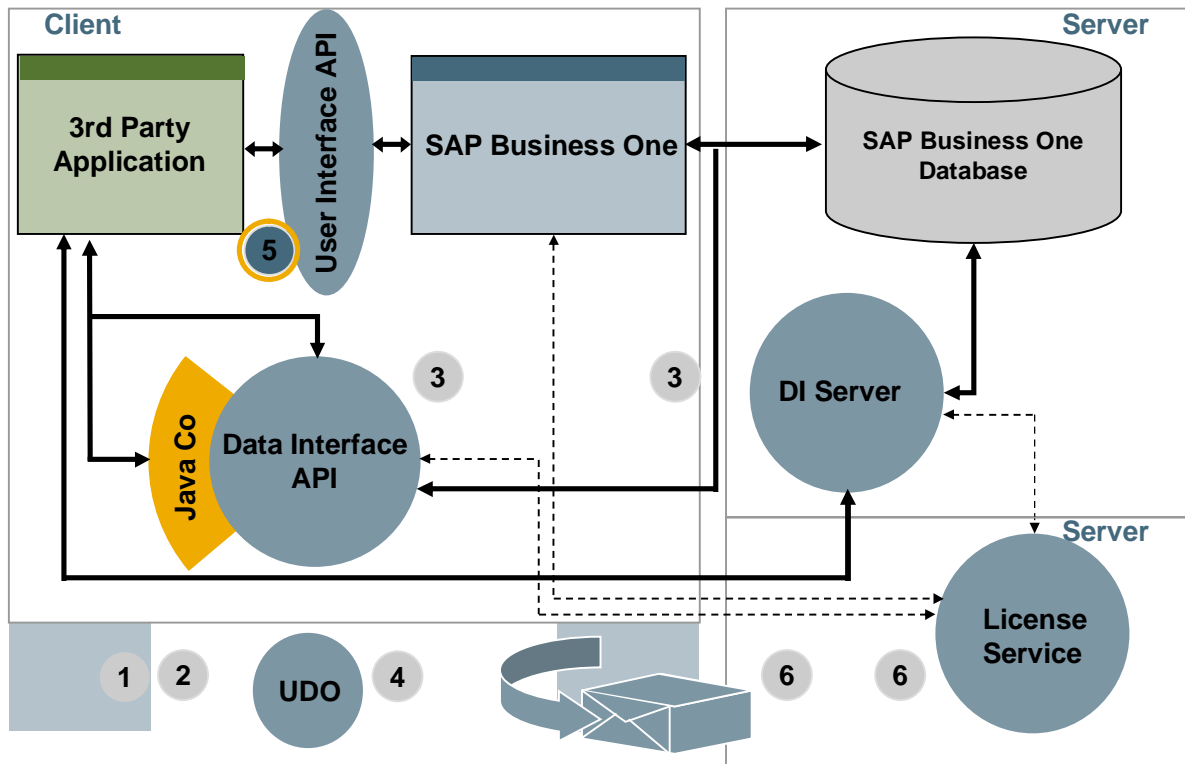 Client
Server
3rd Party
Application
User Interface API
SAP Business One
SAP Business One
Database
5
3
3
DI Server
Java Co
Data Interface
API
Server
License
Service
1
2
UDO
4
6
6